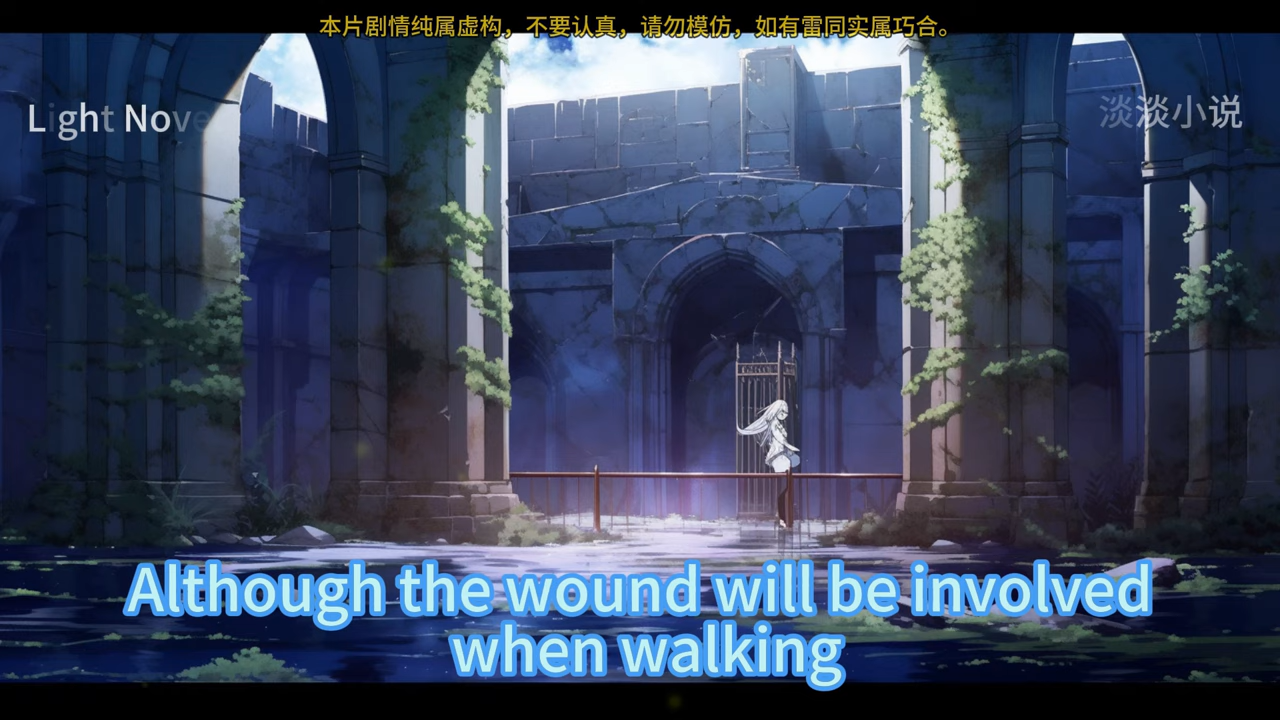 本片剧情纯属虚构，不要认真，请勿模仿，如有雷同实属巧合。
Light Nove
淡淡小说
Although the wound will be involved
when walking